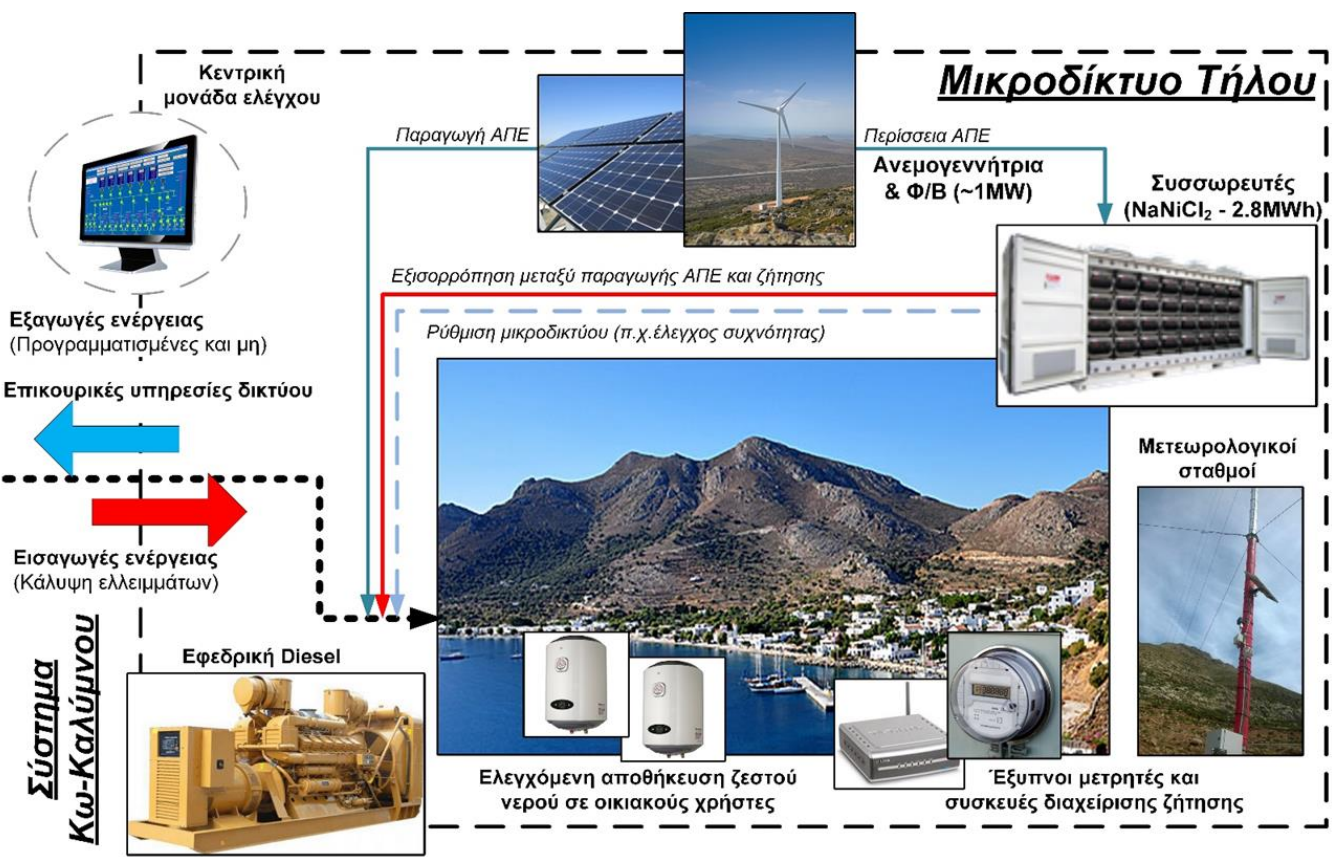 Μικροδίκτυο Τήλου
Κεντρική
μονάδα ελέγχου
Παραγωγή ΑΠΕ
Περίσσεια ΑΠΕ
Ανεμογεννήτρια
& Φ/Β (~1MW)
Συσσωρευτές
(NaNiCl₂ - 2.8MWh)
Εξισορρόπηση μεταξύ παραγωγής ΑΠΕ και ζήτησης
Ρύθμιση μικροδικτύου (π.χ.έλεγχος συχνότητας)
Εξαγωγές ενέργειας
(Προγραμματισμένες και μη)
Επικουρικές υπηρεσίες δικτύου
Μετεωρολογικοί
σταθμοί
Εισαγωγές ενέργειας
(Κάλυψη ελλειμμάτων)
Σύστημα
Κω-Καλύμνου
Εφεδρική Diesel
Ελεγχόμενη αποθήκευση ζεστού
νερού σε οικιακούς χρήστες
Έξυπνοι μετρητές και
συσκευές διαχείρισης ζήτησης